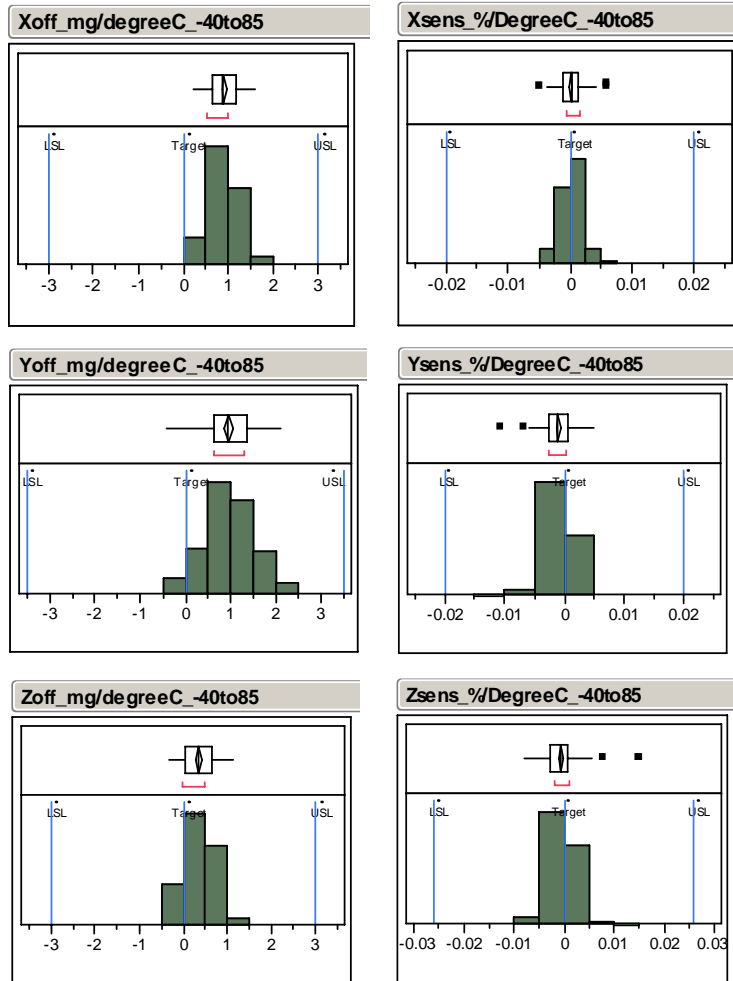 Xoff_mg/degreeC_-40to85
LSL Target USL
-3 -2 -1 0 1 2 3
Xsens_%/DegreeC_-40to85
LSL Target USL
-0.02 -0.01 0 0.01 0.02
Yoff_mg/degreeC_-40to85
LSL Target USL
-3 -2 -1 0 1 2 3
Ysens_%/DegreeC_-40to85
LSL Target USL
-0.02 -0.01 0 0.01 0.02
Zoff_mg/degreeC_-40to85
LSL Target USL
-3 -2 -1 0 1 2 3
Zsens_%/DegreeC_-40to85
LSL Target USL
-0.03 -0.02 -0.01 0 0.01 0.02 0.03